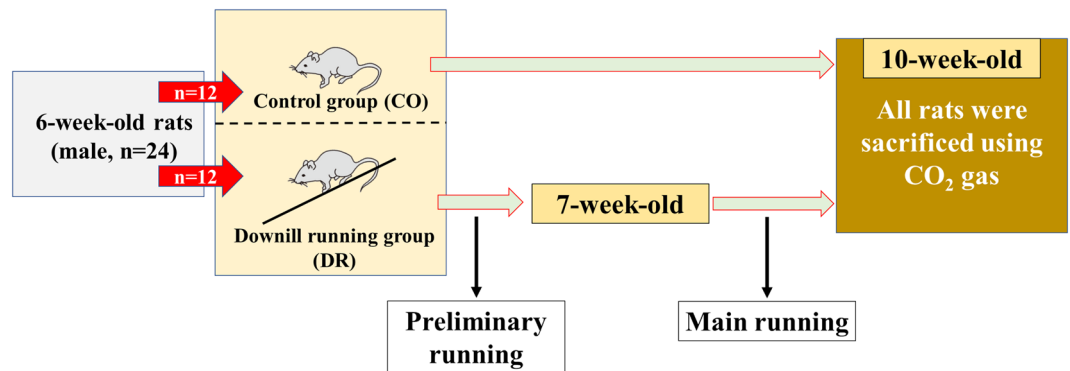 6-week-old rats
(male, n=24)
n=12
n=12
Control group (CO)
Downill running group
(DR)
7-week-old
Preliminary
running
Main running
10-week-old
All rats were
sacrificed using
CO₂ gas